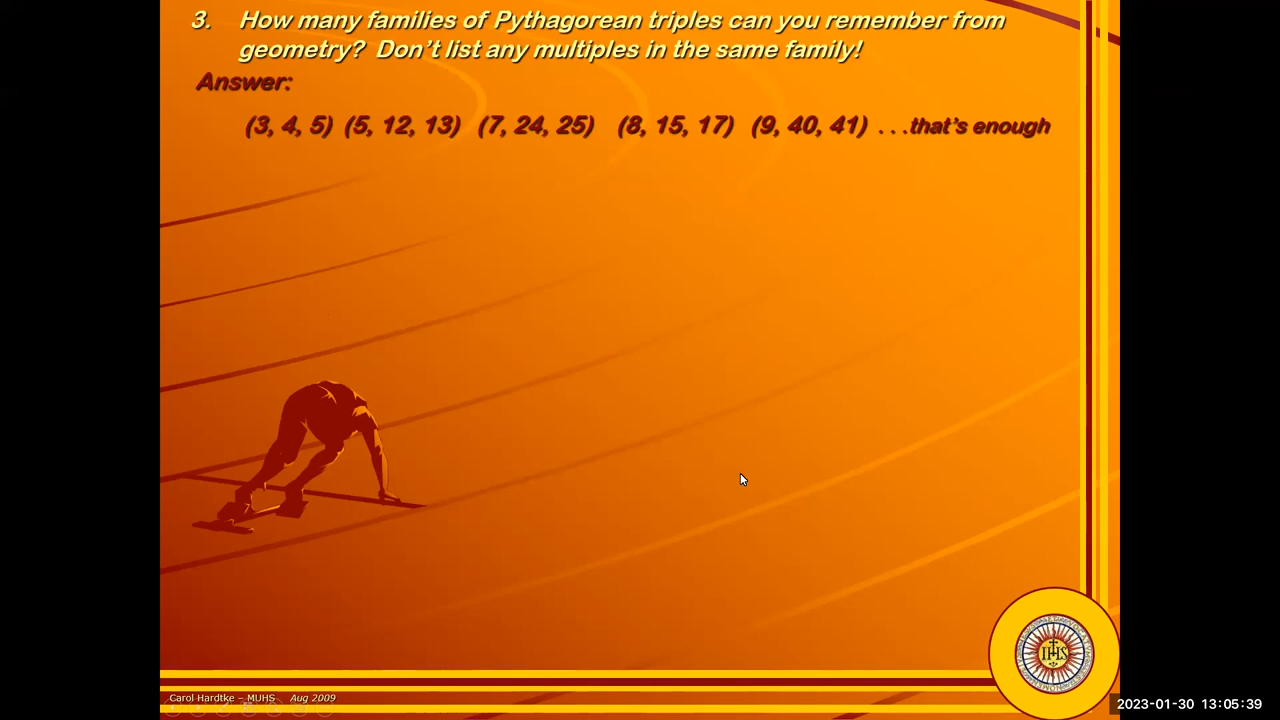 3. How many families of Pythagorean triples can you remember from
geometry? Don't list any multiples in the same family!
Answer:
(3, 4, 5) (5, 12, 13) (7, 24, 25) (8, 15, 17) (9, 40, 41) ...that's enough
IHS
Carol Hardtke – MUHS Aug 2009
2023-01-30 13:05:39